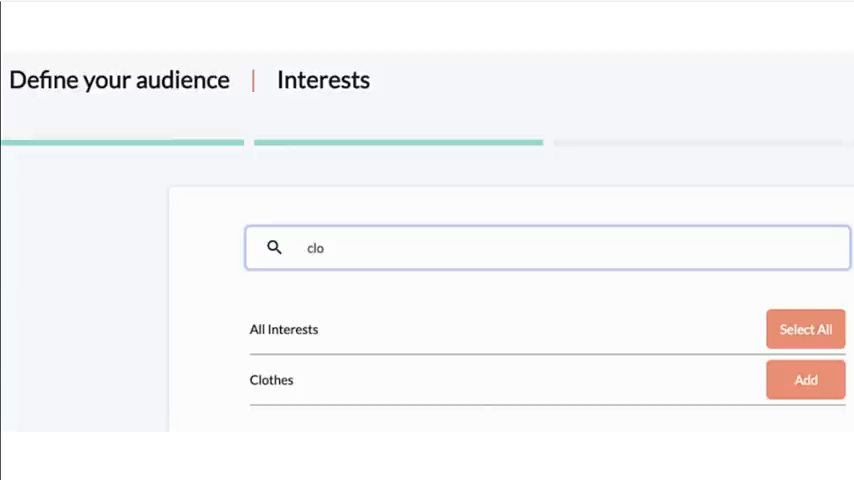 Define your audience | Interests
clo
All Interests Select All
Clothes Add